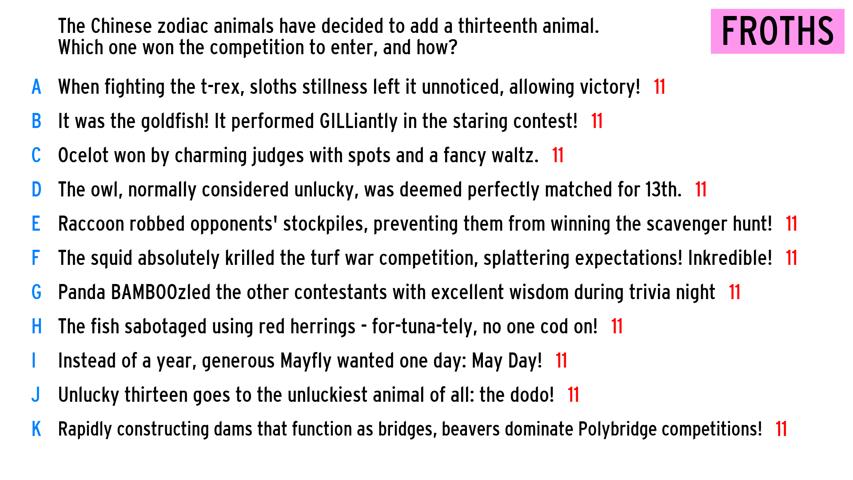 The Chinese zodiac animals have decided to add a thirteenth animal.
Which one won the competition to enter, and how?
FROTHS
A When fighting the t-rex, sloths stillness left it unnoticed, allowing victory! 11
B It was the goldfish! It performed GILLiantly in the staring contest! 11
C Ocelot won by charming judges with spots and a fancy waltz. 11
D The owl, normally considered unlucky, was deemed perfectly matched for 13th. 11
E Raccoon robbed opponents' stockpiles, preventing them from winning the scavenger hunt! 11
F The squid absolutely krilled the turf war competition, splattering expectations! Inkredible! 11
G Panda BAMBOOzled the other contestants with excellent wisdom during trivia night 11
H The fish sabotaged using red herrings - for-tuna-tely, no one cod on! 11
I Instead of a year, generous Mayfly wanted one day: May Day! 11
J Unlucky thirteen goes to the unluckiest animal of all: the dodo! 11
K Rapidly constructing dams that function as bridges, beavers dominate Polybridge competitions! 11